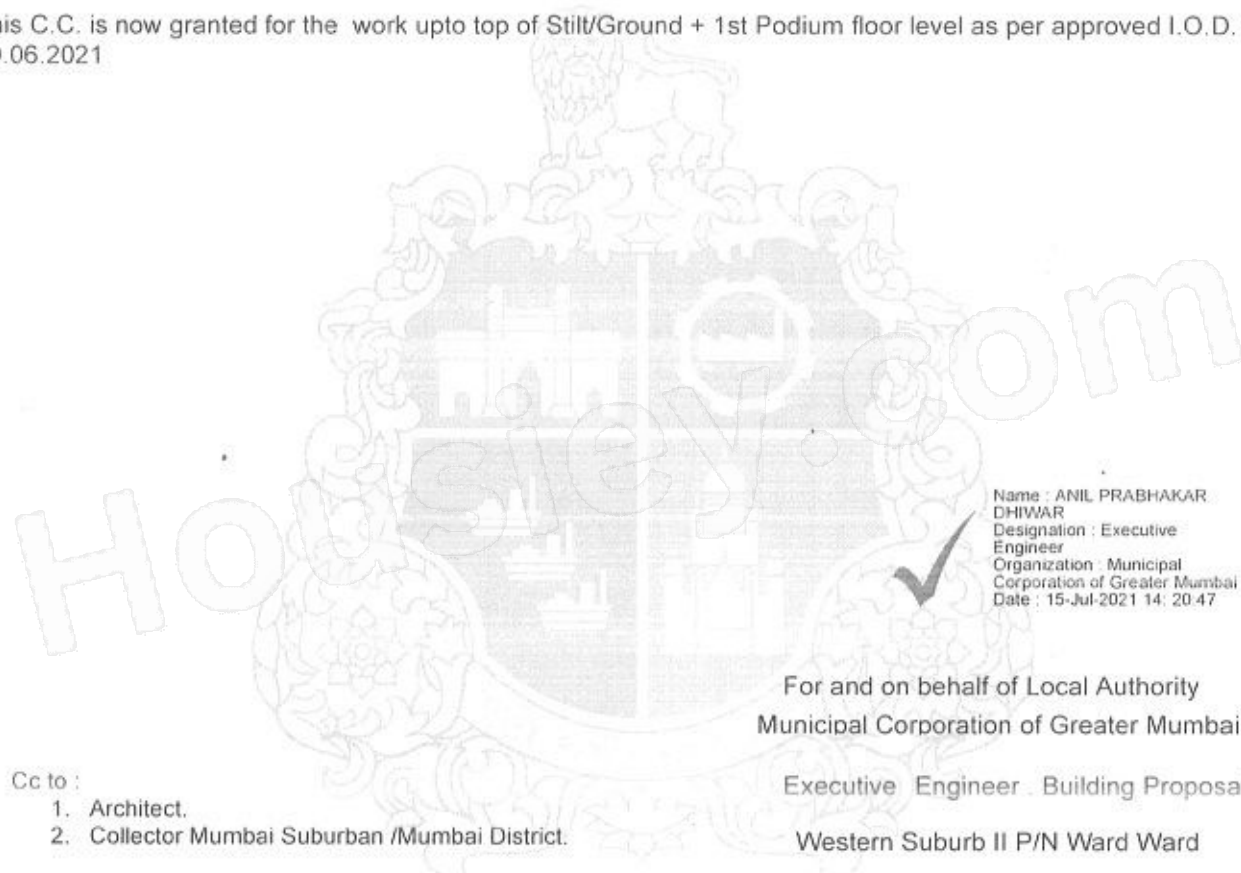 his C.C. is now granted for the work upto top of Stilt/Ground + 1st Podium floor level as per approved I.O.D.
.06.2021
Housiey.com
Name : ANIL PRABHAKAR
DHIWAR
Designation : Executive
Engineer
Organization : Municipal
Corporation of Greater Mumbai
Date : 15-Jul-2021 14: 20:47
For and on behalf of Local Authority
Municipal Corporation of Greater Mumbai
Executive Engineer . Building Proposa
Western Suburb II P/N Ward Ward
Cc to :
1. Architect.
2. Collector Mumbai Suburban /Mumbai District.